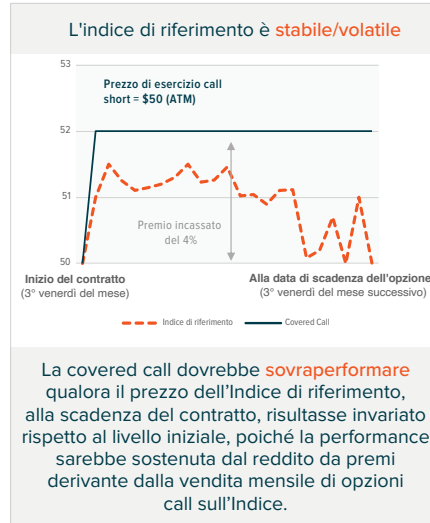 L'indice di riferimento è stabile/volatile
53
Prezzo di esercizio call
short = $50 (ATM)
52
51
Premio incassato
del 4%
50
Inizio del contratto
(3° venerdì del mese)
Alla data di scadenza dell'opzione
(3° venerdì del mese successivo)
Indice di riferimento
Covered Call
La covered call dovrebbe sovraperformare
qualora il prezzo dell'Indice di riferimento,
alla scadenza del contratto, risultasse invariato
rispetto al livello iniziale, poiché la performance
sarebbe sostenuta dal reddito da premi
derivante dalla vendita mensile di opzioni
call sull'Indice.